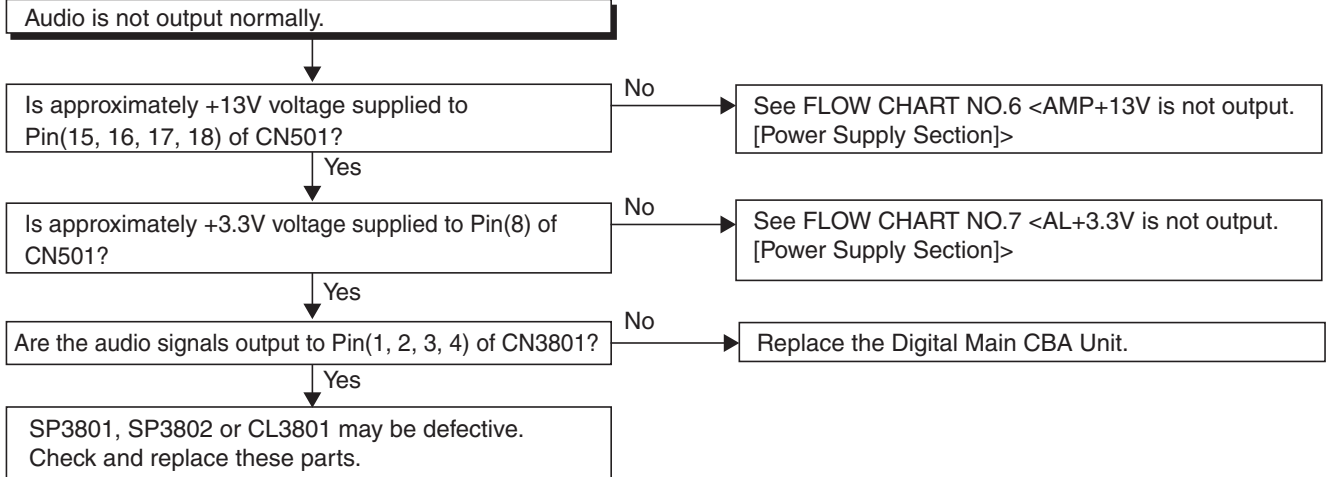 Audio is not output normally.
Is approximately +13V voltage supplied to
Pin(15, 16, 17, 18) of CN501?
No
See FLOW CHART NO.6 <AMP+13V is not output.
[Power Supply Section]>
Yes
Is approximately +3.3V voltage supplied to Pin(8) of
CN501?
No
See FLOW CHART NO.7 <AL+3.3V is not output.
[Power Supply Section]>
Yes
Are the audio signals output to Pin(1, 2, 3, 4) of CN3801?
No
Replace the Digital Main CBA Unit.
Yes
SP3801, SP3802 or CL3801 may be defective.
Check and replace these parts.